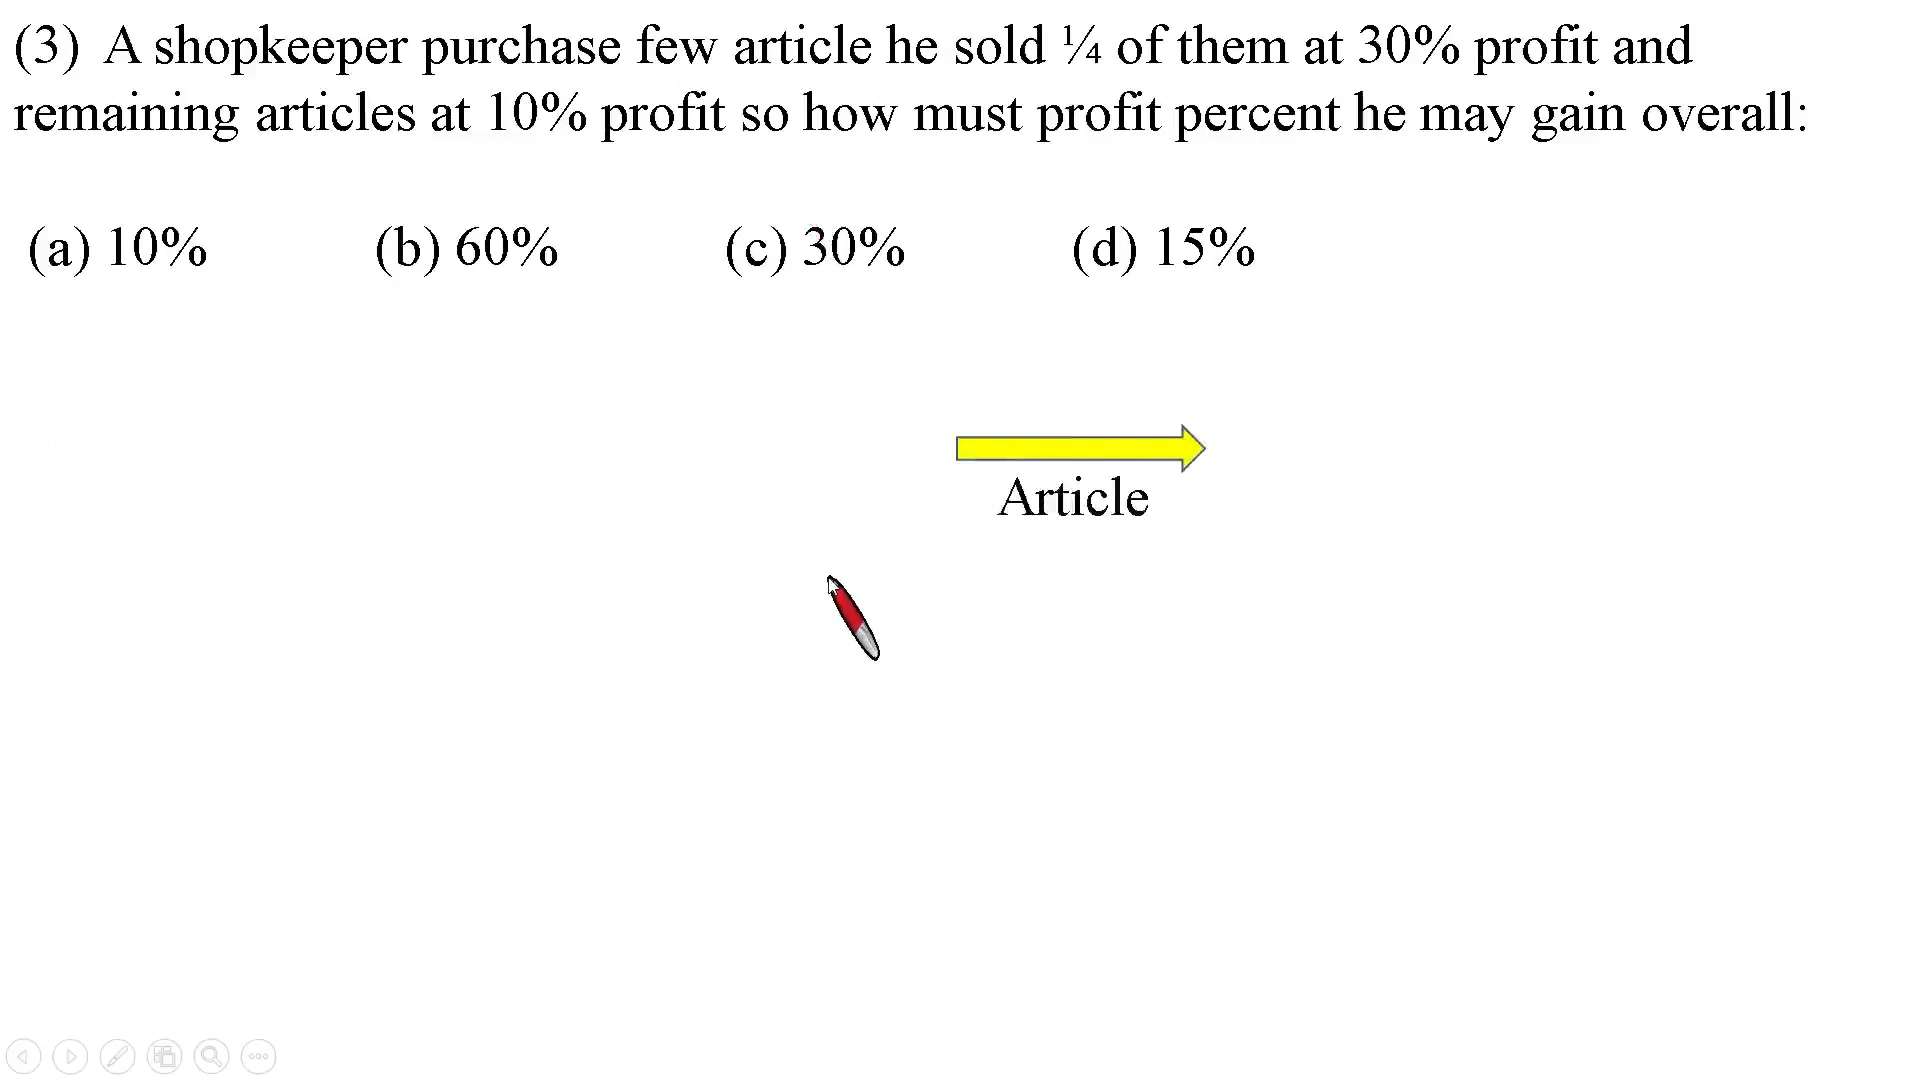 (3) A shopkeeper purchase few article he sold ¼ of them at 30% profit and
remaining articles at 10% profit so how must profit percent he may gain overall:
(a) 10% (b) 60% (c) 30% (d) 15%
Article